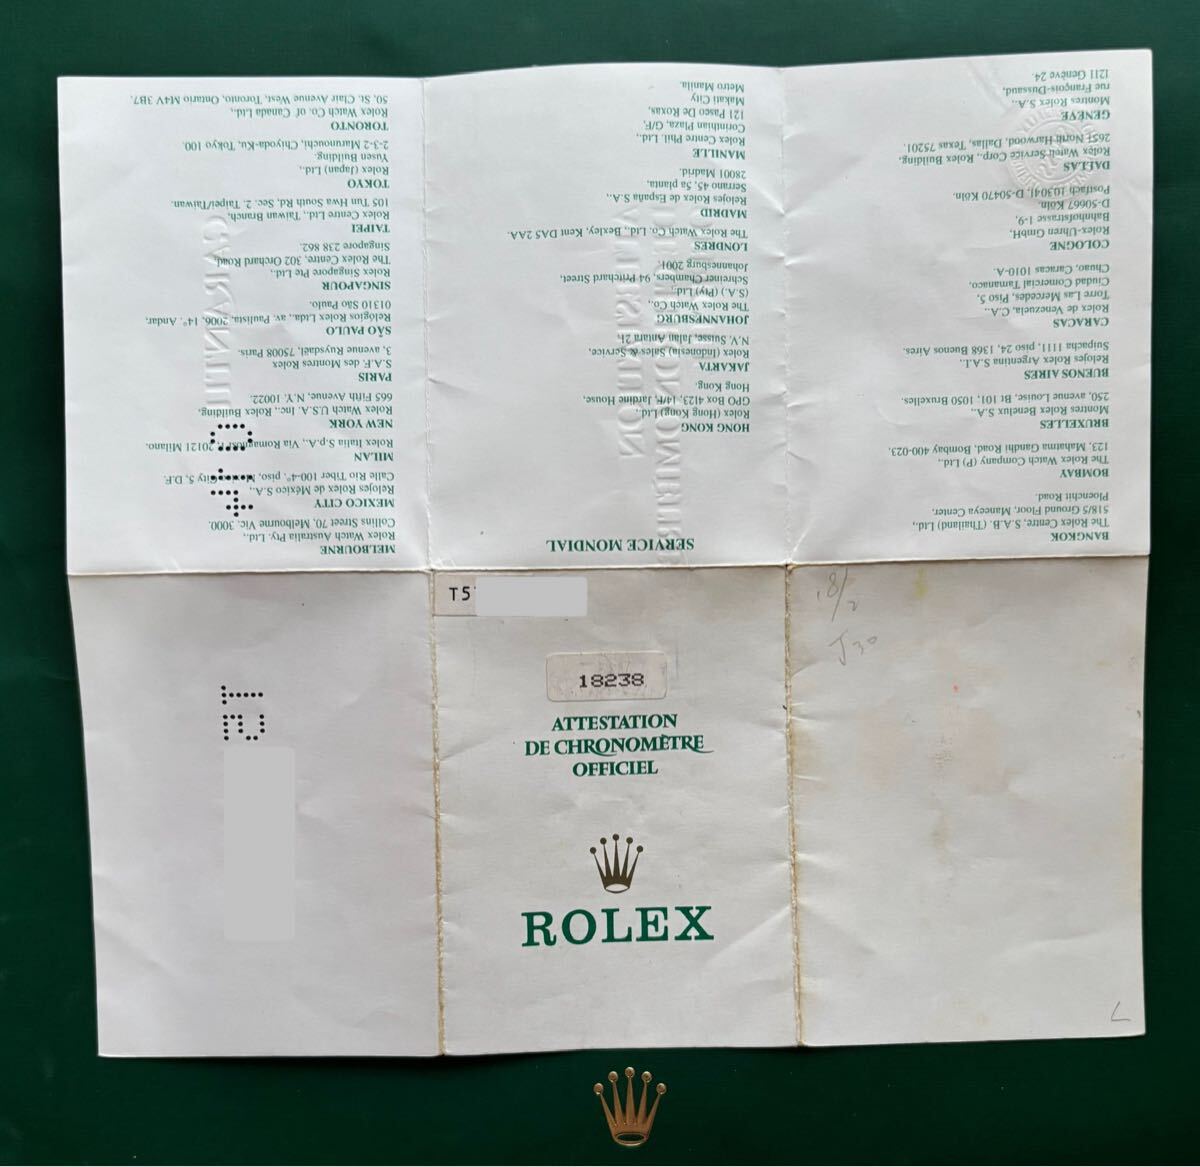 SERVICE MONDIAL
BANGKOK
The Rolex Centre, S.A.B. (Thailand) Ltd.,
518/5 Ground Floor, Maneeya Center,
Ploenchit Road.
BOMBAY
The Rolex Watch Company (P) Ltd.,
123, Mahatma Gandhi Road, Bombay 400-023.
BRUXELLES
Montres Rolex Benelux S.A.,
250, avenue Louise, Bt 101, 1050 Bruxelles.
BUENOS AIRES
Relojes Rolex Argentina S.A.I.,
Suipacha 1111, piso 24, 1368 Buenos Aires.
CARACAS
Rolex de Venezuela, C.A.,
Torre Las Mercedes, Piso 5,
Ciudad Comercial Tamanaco,
Chuao, Caracas 1010-A
COLOGNE
Rolex-Uhren GmbH,
Bahnhofstrasse 1-9,
D-50667 Köln
Postfach 103041, D-50470 Köln.
DALLAS
Rolex Watch Service Corp., Rolex Building,
2651 North Harwood, Dallas, Texas 75201.
GENÈVE
Montres Rolex S.A.,
rue François-Dussaud,
1211 Genève 24
HONG KONG
Rolex (Hong Kong) Ltd.,
GPO Box 4123, 14/F, Jardine House,
Hong Kong.
JAKARTA
Rolex (Indonesia) Sales & Service,
N.V. Suisse, Jalan Antara 21.
JOHANNESBURG
The Rolex Watch Co.,
(S.A.) (Pty) Ltd.,
Schreiner Chambers, 94 Pritchard Street,
Johannesburg 2001.
LONDRES
The Rolex Watch Co. Ltd., Bexley, Kent DA5 2AA.
MADRID
Relojes Rolex de España S.A.,
Serrano 45, 5a planta,
28001 Madrid.
MANILLE
Rolex Centre Phil. Ltd.,
Corinthian Plaza, G/F,
121 Paseo De Roxas,
Makati City
Metro Manila.
MELBOURNE
Rolex Watch Australia Pty. Ltd.,
Collins Street 70, Melbourne Vic. 3000.
MEXICO CITY
Relojes Rolex de México S.A.,
Calle Rio Tiber 100-4°. piso, Mexico City 5, D.F.
MILAN
Rolex Italia S.p.A., Via 20121 Milano.
NEW YORK
Rolex Watch U.S.A. Inc., Rolex Building,
665 Fifth Avenue, N.Y. 10022.
PARIS
S.A.F. des Montres Rolex
3, avenue Ruysdaël, 75008 Paris.
SÃO PAULO
Relógios Rolex Ltda., av. Paulista, 2006, 14°. Andar,
01310 São Paulo.
SINGAPOUR
Rolex Singapore Pte Ltd.,
The Rolex Centre, 302 Orchard Road,
Singapore 238 862.
TAIPEI
Rolex Centre Ltd., Taiwan Branch,
105 Tun Hwa South Rd. Sec. 2, Taipei/Taiwan.
TOKYO
Rolex (Japan) Ltd.,
Yusen Building,
2-3-2 Marunouchi, Chiyoda-Ku, Tokyo 100.
TORONTO
Rolex Watch Co. of Canada Ltd.,
50, St. Clair Avenue West, Toronto, Ontario M4V 3B7.
T5
18238
ATTESTATION
DE CHRONOMÈTRE
OFFICIEL
ROLEX
J30